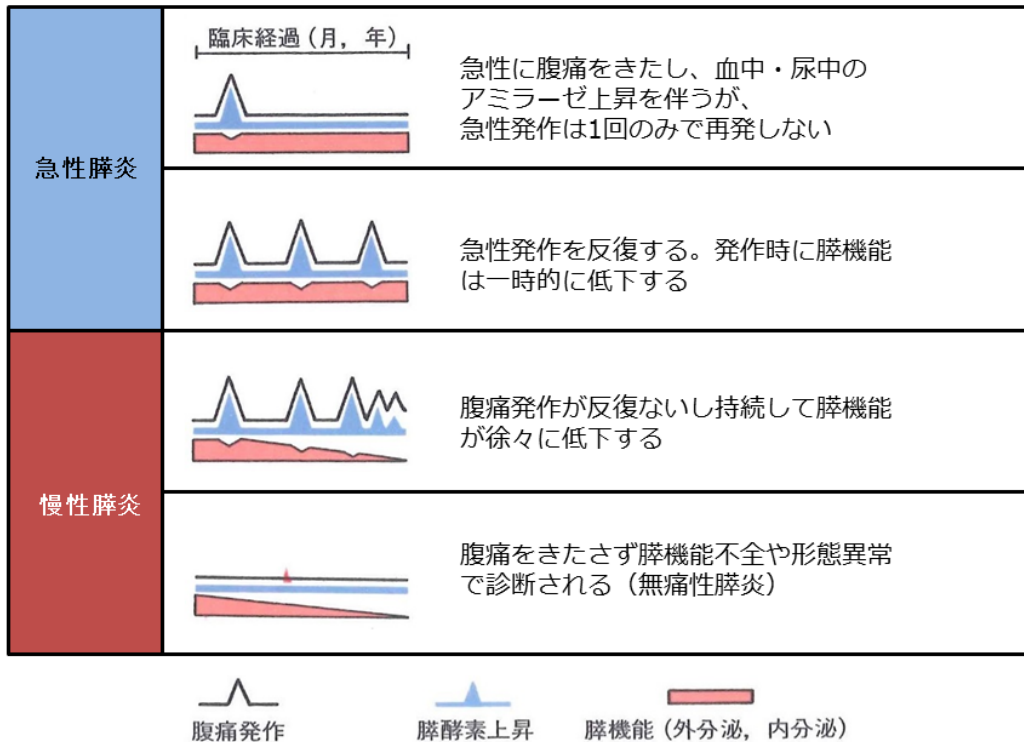 臨床経過(月，年)
急性膵炎
急性に腹痛をきたし、血中・尿中の
アミラーゼ上昇を伴うが、
急性発作は1回のみで再発しない
急性発作を反復する。発作時に膵機能
は一時的に低下する
慢性膵炎
腹痛発作が反復ないし持続して膵機能
が徐々に低下する
腹痛をきたさず膵機能不全や形態異常
で診断される（無痛性膵炎）
腹痛発作
膵酵素上昇
膵機能(外分泌，内分泌)